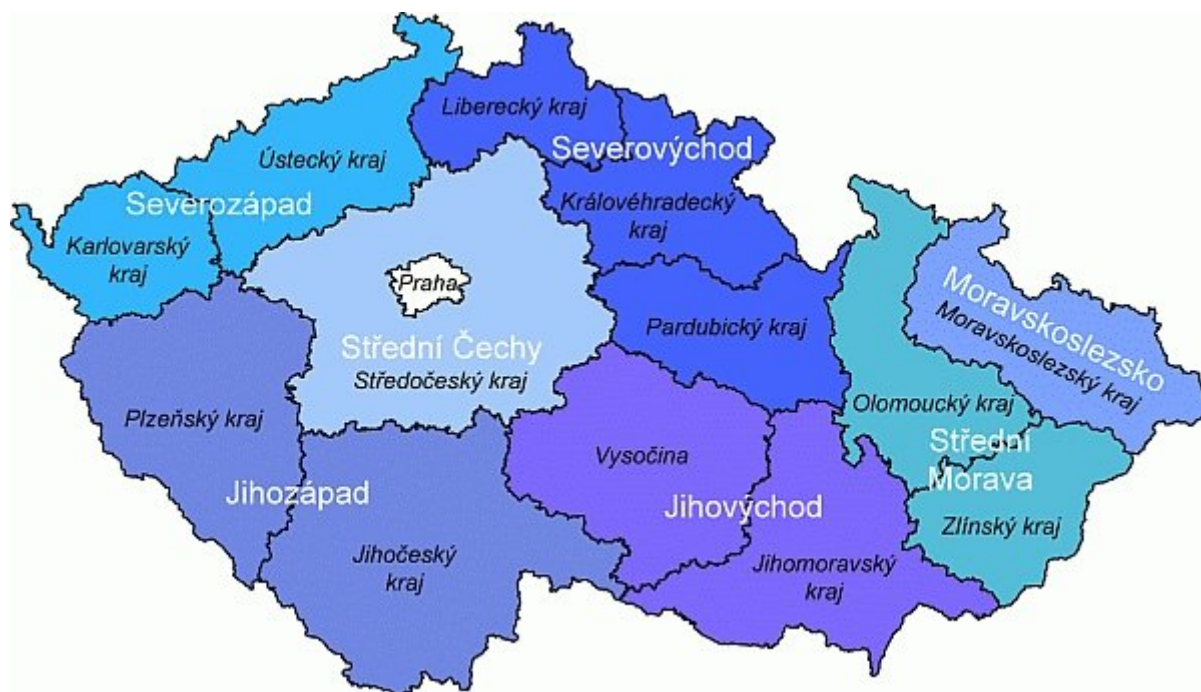 Liberecký kraj
Severovýchod
Ústecký kraj
Severozápad
Královéhradecký
kraj
Karlovarský
kraj
Praha
Moravskoslezsko
Moravskoslezský kraj
Pardubický kraj
Střední Čechy
Středočeský kraj
Plzeňský kraj
Olomoucký kraj
Střední
Morava
Vysočina
Jihozápad
Jihovýchod
Zlínský kraj
Jihočeský
kraj
Jihomoravský
kraj